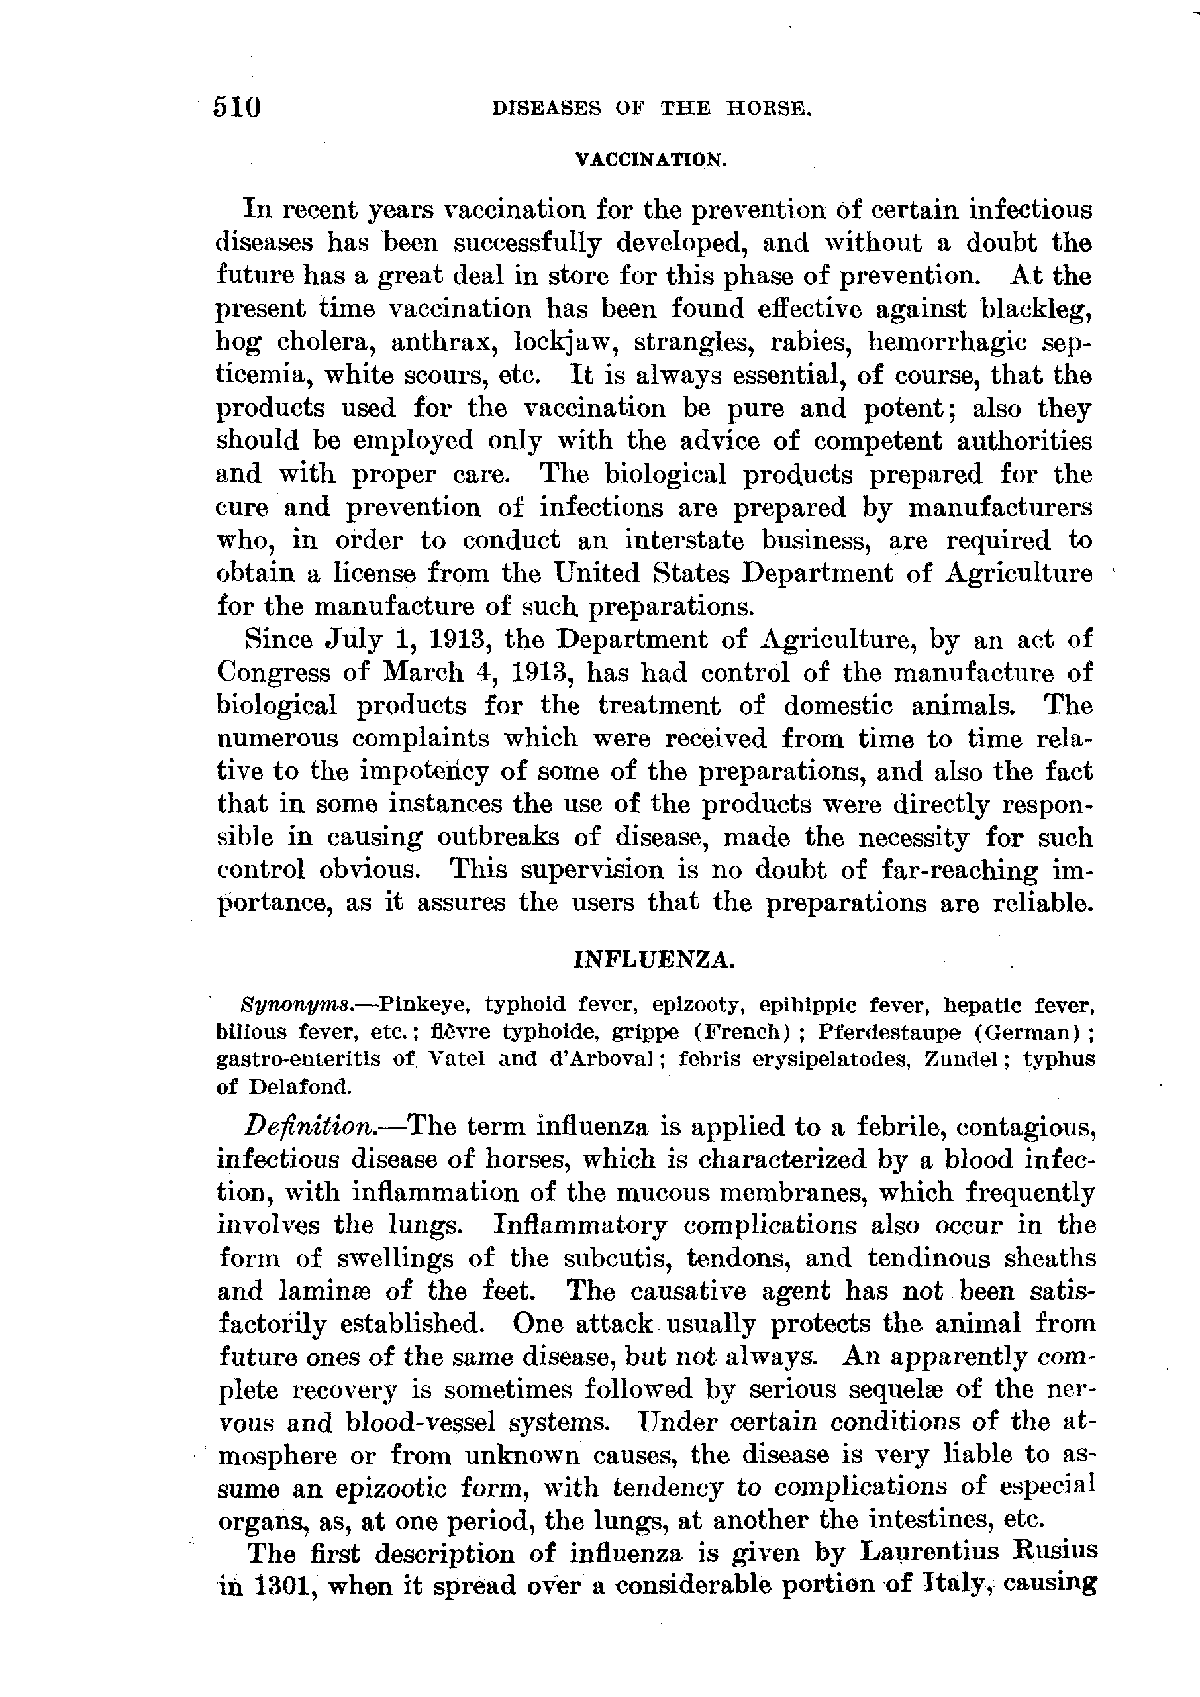 510 DISEASES OF THE HORSE.
VACCINATION.
In recent years vaccination for the prevention of certain infectious
diseases has been successfully developed, and without a doubt the
future has a great deal in store for this phase of prevention. At the
present time vaccination has been found effective against blackleg,
hog cholera, anthrax, lockjaw, strangles, rabies, hemorrhagic sep-
ticemia, white scours, etc. It is always essential, of course, that the
products used for the vaccination be pure and potent; also they
should be employed only with the advice of competent authorities
and with proper care. The biological products prepared for the
cure and prevention of infections are prepared by manufacturers
who, in order to conduct an interstate business, are required to
obtain a license from the United States Department of Agriculture
for the manufacture of such preparations.
Since July 1, 1913, the Department of Agriculture, by an act of
Congress of March 4, 1913, has had control of the manufacture of
biological products for the treatment of domestic animals. The
numerous complaints which were received from time to time rela-
tive to the impotency of some of the preparations, and also the fact
that in some instances the use of the products were directly respon-
sible in causing outbreaks of disease, made the necessity for such
control obvious. This supervision is no doubt of far-reaching im-
portance, as it assures the users that the preparations are reliable.
INFLUENZA.
Synonyms.—Pinkeye, typhoid fever, epizooty, epihippic fever, hepatic fever,
bilious fever, etc.; fièvre typhoide, grippe (French); Pferdestaupe (German);
gastro-enteritis of Vatel and d'Arboval; febris erysipelatodes, Zundel; typhus
of Delafond.
Definition.—The term influenza is applied to a febrile, contagious,
infectious disease of horses, which is characterized by a blood infec-
tion, with inflammation of the mucous membranes, which frequently
involves the lungs. Inflammatory complications also occur in the
form of swellings of the subcutis, tendons, and tendinous sheaths
and laminæ of the feet. The causative agent has not been satis-
factorily established. One attack usually protects the animal from
future ones of the same disease, but not always. An apparently com-
plete recovery is sometimes followed by serious sequelæ of the ner-
vous and blood-vessel systems. Under certain conditions of the at-
mosphere or from unknown causes, the disease is very liable to as-
sume an epizootic form, with tendency to complications of especial
organs, as, at one period, the lungs, at another the intestines, etc.
The first description of influenza is given by Laurentius Rusius
in 1301, when it spread over a considerable portion of Italy, causing